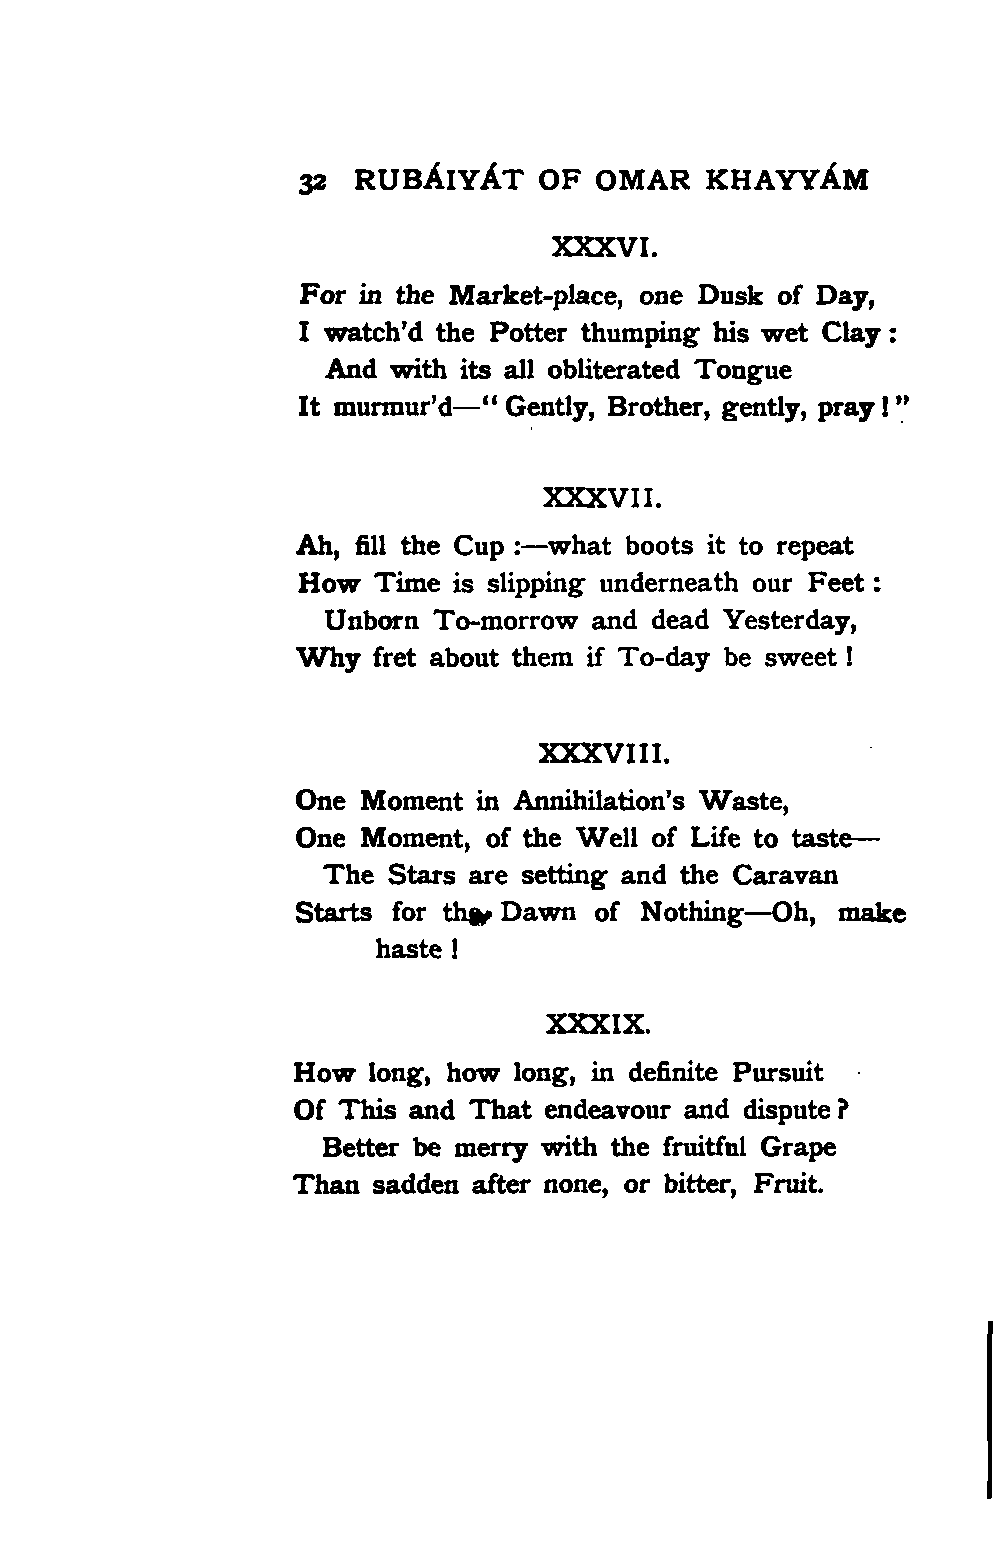 32 RUBÁIYÁT OF OMAR KHAYYÁM
XXXVI.
For in the Market-place, one Dusk of Day,
I watch'd the Potter thumping his wet Clay :
And with its all obliterated Tongue
It murmur'd—“ Gently, Brother, gently, pray ! ”
XXXVII.
Ah, fill the Cup :—what boots it to repeat
How Time is slipping underneath our Feet :
Unborn To-morrow and dead Yesterday,
Why fret about them if To-day be sweet !
XXXVIII.
One Moment in Annihilation's Waste,
One Moment, of the Well of Life to taste—
The Stars are setting and the Caravan
Starts for the Dawn of Nothing—Oh, make
haste !
XXXIX.
How long, how long, in definite Pursuit
Of This and That endeavour and dispute ?
Better be merry with the fruitful Grape
Than sadden after none, or bitter, Fruit.